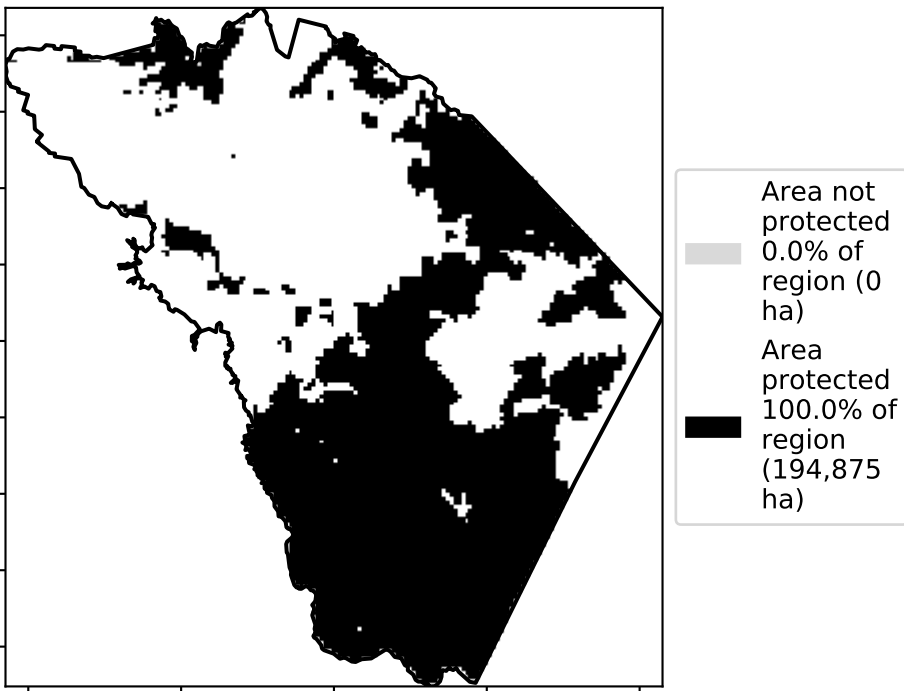 Area not
protected
0.0% of
region (0
ha)
Area
protected
100.0% of
region
(194,875
ha)